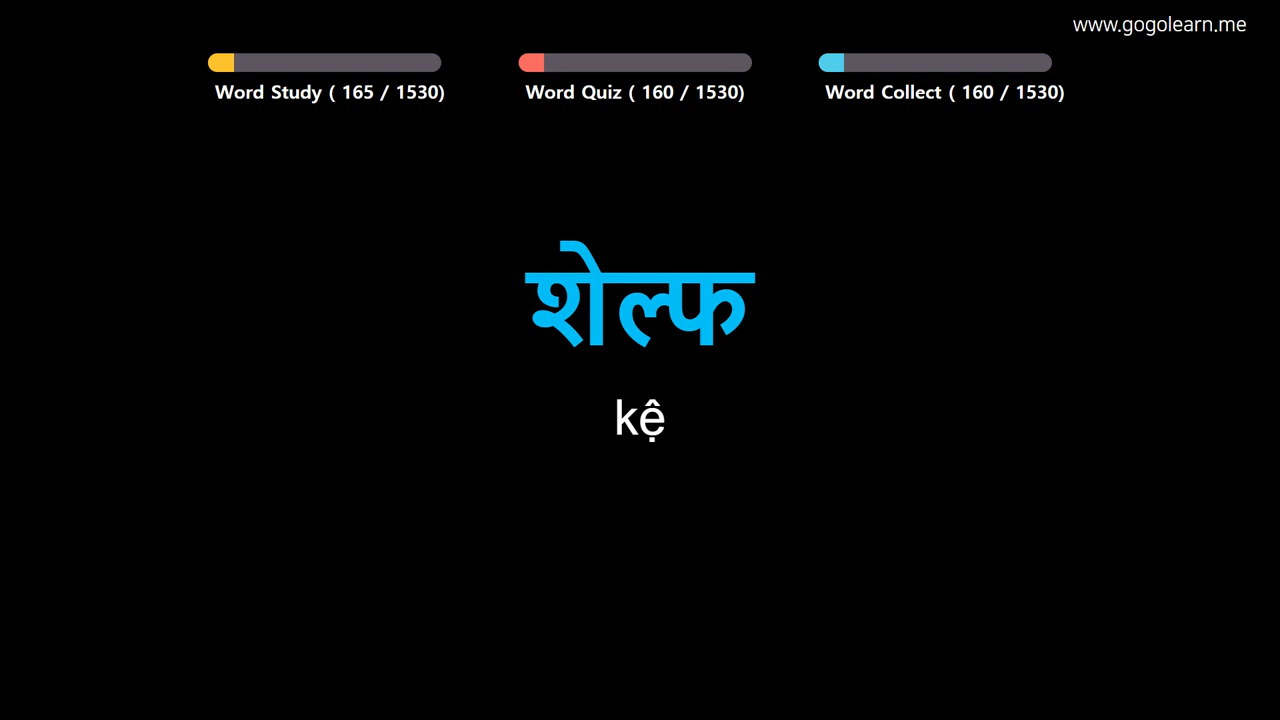 www.gogolearn.me
Word Study ( 165 / 1530)
Word Quiz ( 160 / 1530)
Word Collect ( 160 / 1530)
शेल्फ
kệ